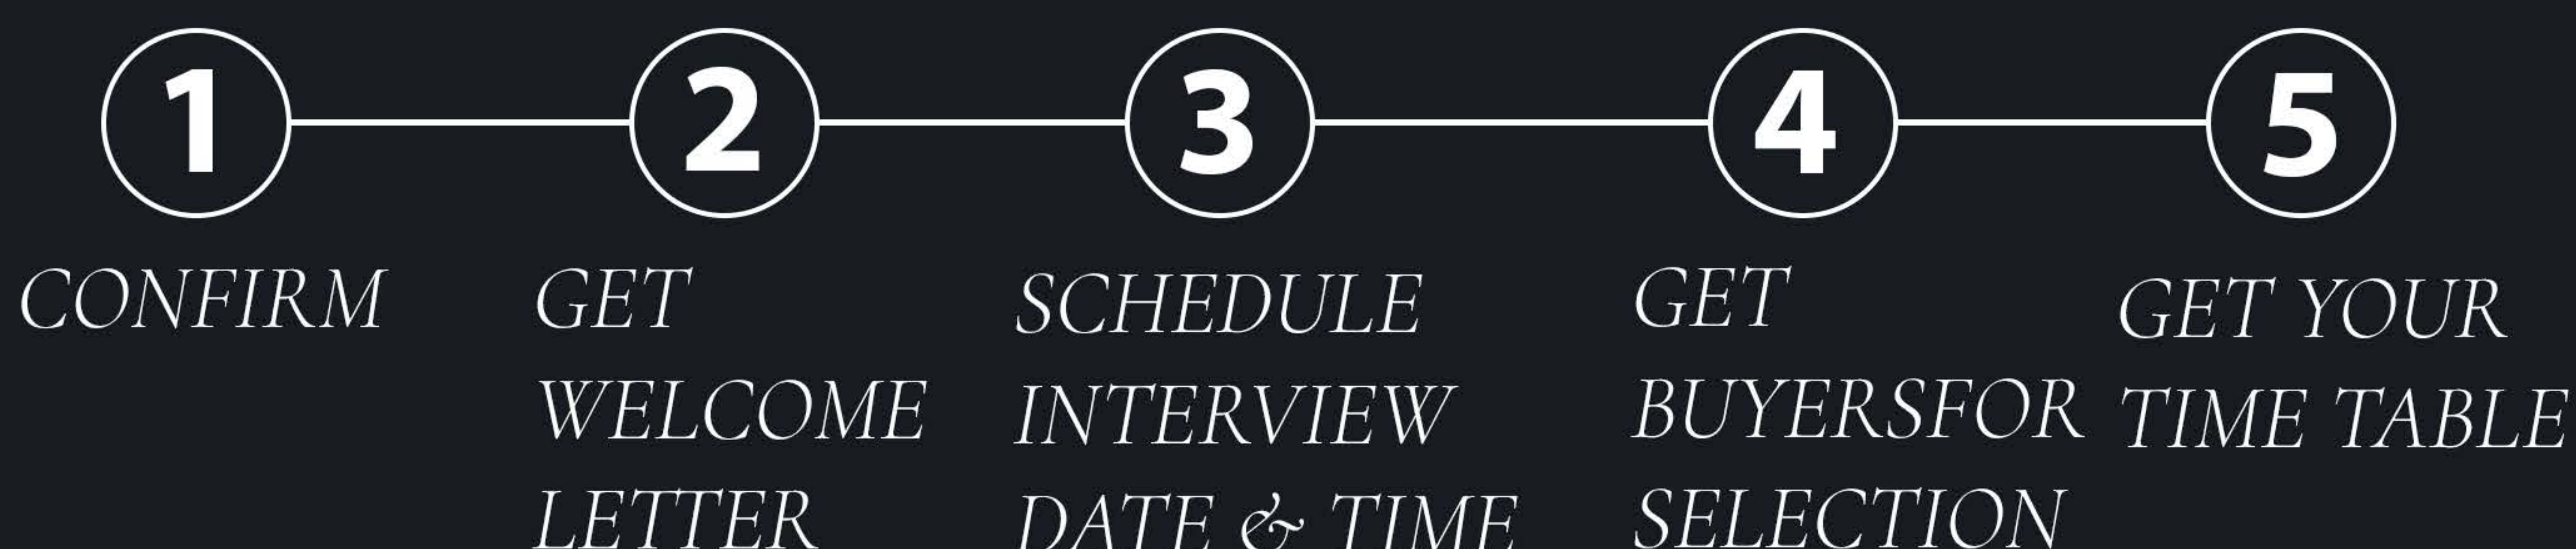 1
2
3
4
5
CONFIRM
GET
WELCOME
LETTER
SCHEDULE
INTERVIEW
DATE & TIME
GET
BUYERSFOR
SELECTION
GET YOUR
TIME TABLE